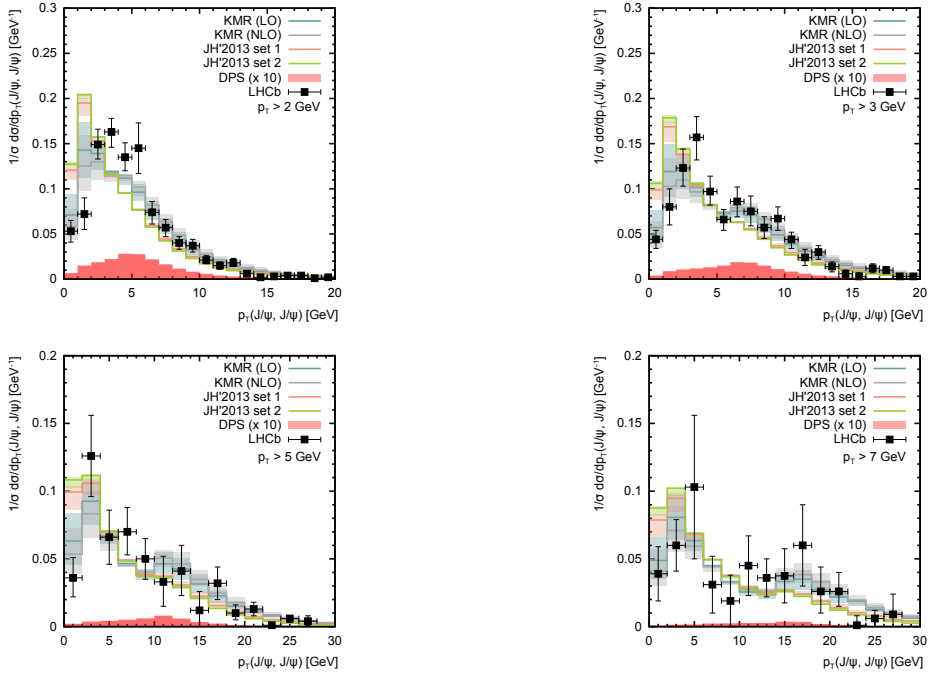 0.3
0.25
0.2
0.15
0.1
0.05
0
0 5 10 15 20
1/σ dσ/dp_T(J/ψ, J/ψ) [GeV⁻¹]
p_T(J/ψ, J/ψ) [GeV]
KMR (LO)
KMR (NLO)
JH'2013 set 1
JH'2013 set 2
DPS (x 10)
LHCb
p_T > 2 GeV
0.3
0.25
0.2
0.15
0.1
0.05
0
0 5 10 15 20
1/σ dσ/dp_T(J/ψ, J/ψ) [GeV⁻¹]
p_T(J/ψ, J/ψ) [GeV]
KMR (LO)
KMR (NLO)
JH'2013 set 1
JH'2013 set 2
DPS (x 10)
LHCb
p_T > 3 GeV
0.2
0.15
0.1
0.05
0
0 5 10 15 20 25 30
1/σ dσ/dp_T(J/ψ, J/ψ) [GeV⁻¹]
p_T(J/ψ, J/ψ) [GeV]
KMR (LO)
KMR (NLO)
JH'2013 set 1
JH'2013 set 2
DPS (x 10)
LHCb
p_T > 5 GeV
0.2
0.15
0.1
0.05
0
0 5 10 15 20 25 30
1/σ dσ/dp_T(J/ψ, J/ψ) [GeV⁻¹]
p_T(J/ψ, J/ψ) [GeV]
KMR (LO)
KMR (NLO)
JH'2013 set 1
JH'2013 set 2
DPS (x 10)
LHCb
p_T > 7 GeV